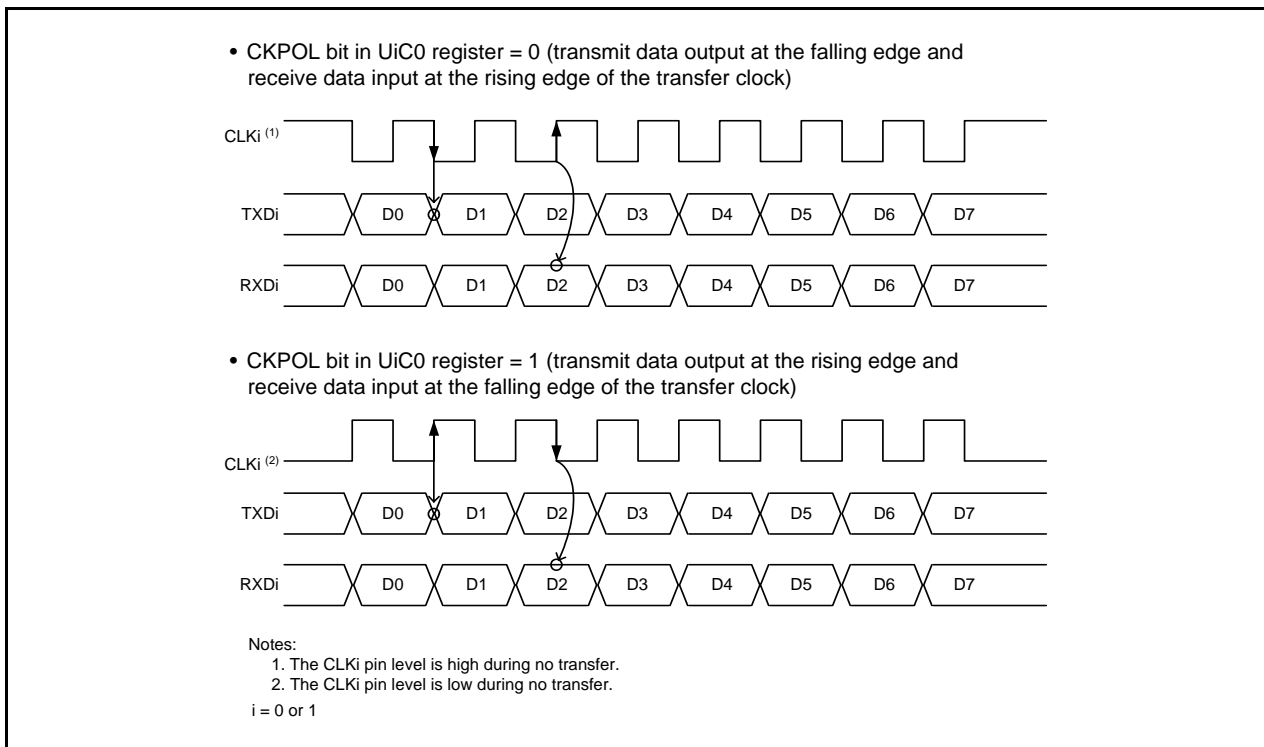 • CKPOL bit in UiC0 register = 0 (transmit data output at the falling edge and
receive data input at the rising edge of the transfer clock)
CLKi (1)
TXDi D0 D1 D2 D3 D4 D5 D6 D7
RXDi D0 D1 D2 D3 D4 D5 D6 D7
• CKPOL bit in UiC0 register = 1 (transmit data output at the rising edge and
receive data input at the falling edge of the transfer clock)
CLKi (2)
TXDi D0 D1 D2 D3 D4 D5 D6 D7
RXDi D0 D1 D2 D3 D4 D5 D6 D7
Notes:
1. The CLKi pin level is high during no transfer.
2. The CLKi pin level is low during no transfer.
i = 0 or 1